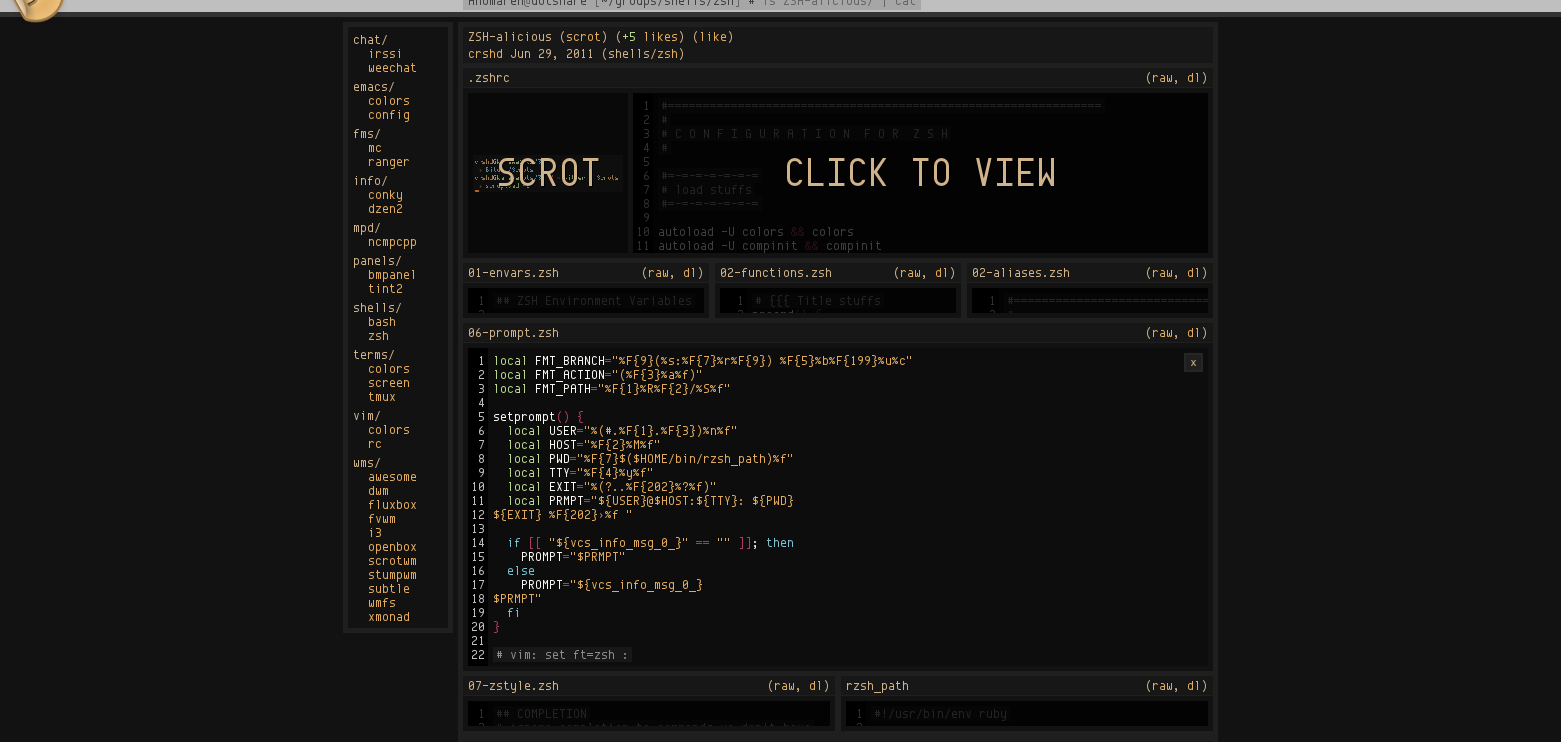 [~/groups/shells/zsh] # ls ZSH-alicious/ | cat
chat/
irssi
weechat
emacs/
colors
config
fms/
mc
ranger
info/
conky
dzen2
mpd/
ncmpcpp
panels/
bmpanel
tint2
shells/
bash
zsh
terms/
colors
screen
tmux
vim/
colors
rc
wms/
awesome
dwm
fluxbox
fvwm
i3
openbox
scrotwm
stumpwm
subtle
wmfs
xmonad
ZSH-alicious (scrot) (+5 likes) (like)
crshd Jun 29, 2011 (shells/zsh)
.zshrc (raw, dl)
SCROT
CLICK TO VIEW
1 #==============================================================
2 #
3 # C O N F I G U R A T I O N  F O R  Z S H
4 #
5
6 #-=-=-=-=-=-=
7 # load stuffs
8 #=-=-=-=-=-=-=
9
10 autoload -U colors && colors
11 autoload -U compinit && compinit
01-envars.zsh (raw, dl)
1 ## ZSH Environment Variables
02-functions.zsh (raw, dl)
1 # {{{ Title stuffs
02-aliases.zsh (raw, dl)
1 #=============================
06-prompt.zsh (raw, dl)
x
1 local FMT_BRANCH="%F{9}(%s:%F{7}%r%F{9}) %F{5}%b%F{199}%u%c"
2 local FMT_ACTION="(%F{3}%a%f)"
3 local FMT_PATH="%F{1}%R%F{2}/%S%f"
4
5 setprompt() {
6   local USER="%(#.%F{1}.%F{3})%n%f"
7   local HOST="%F{2}%M%f"
8   local PWD="%F{7}$($HOME/bin/rzsh_path)%f"
9   local TTY="%F{4}%y%f"
10   local EXIT="%(?..%F{202}%?%f)"
11   local PRMPT="${USER}@$HOST:${TTY}: ${PWD}
12 ${EXIT} %F{202}›%f "
13
14   if [[ "${vcs_info_msg_0_}" == "" ]]; then
15     PROMPT="$PRMPT"
16   else
17     PROMPT="${vcs_info_msg_0_}
18 $PRMPT"
19   fi
20 }
21
22 # vim: set ft=zsh :
07-zstyle.zsh (raw, dl)
1 ## COMPLETION
rzsh_path (raw, dl)
1 #!/usr/bin/env ruby